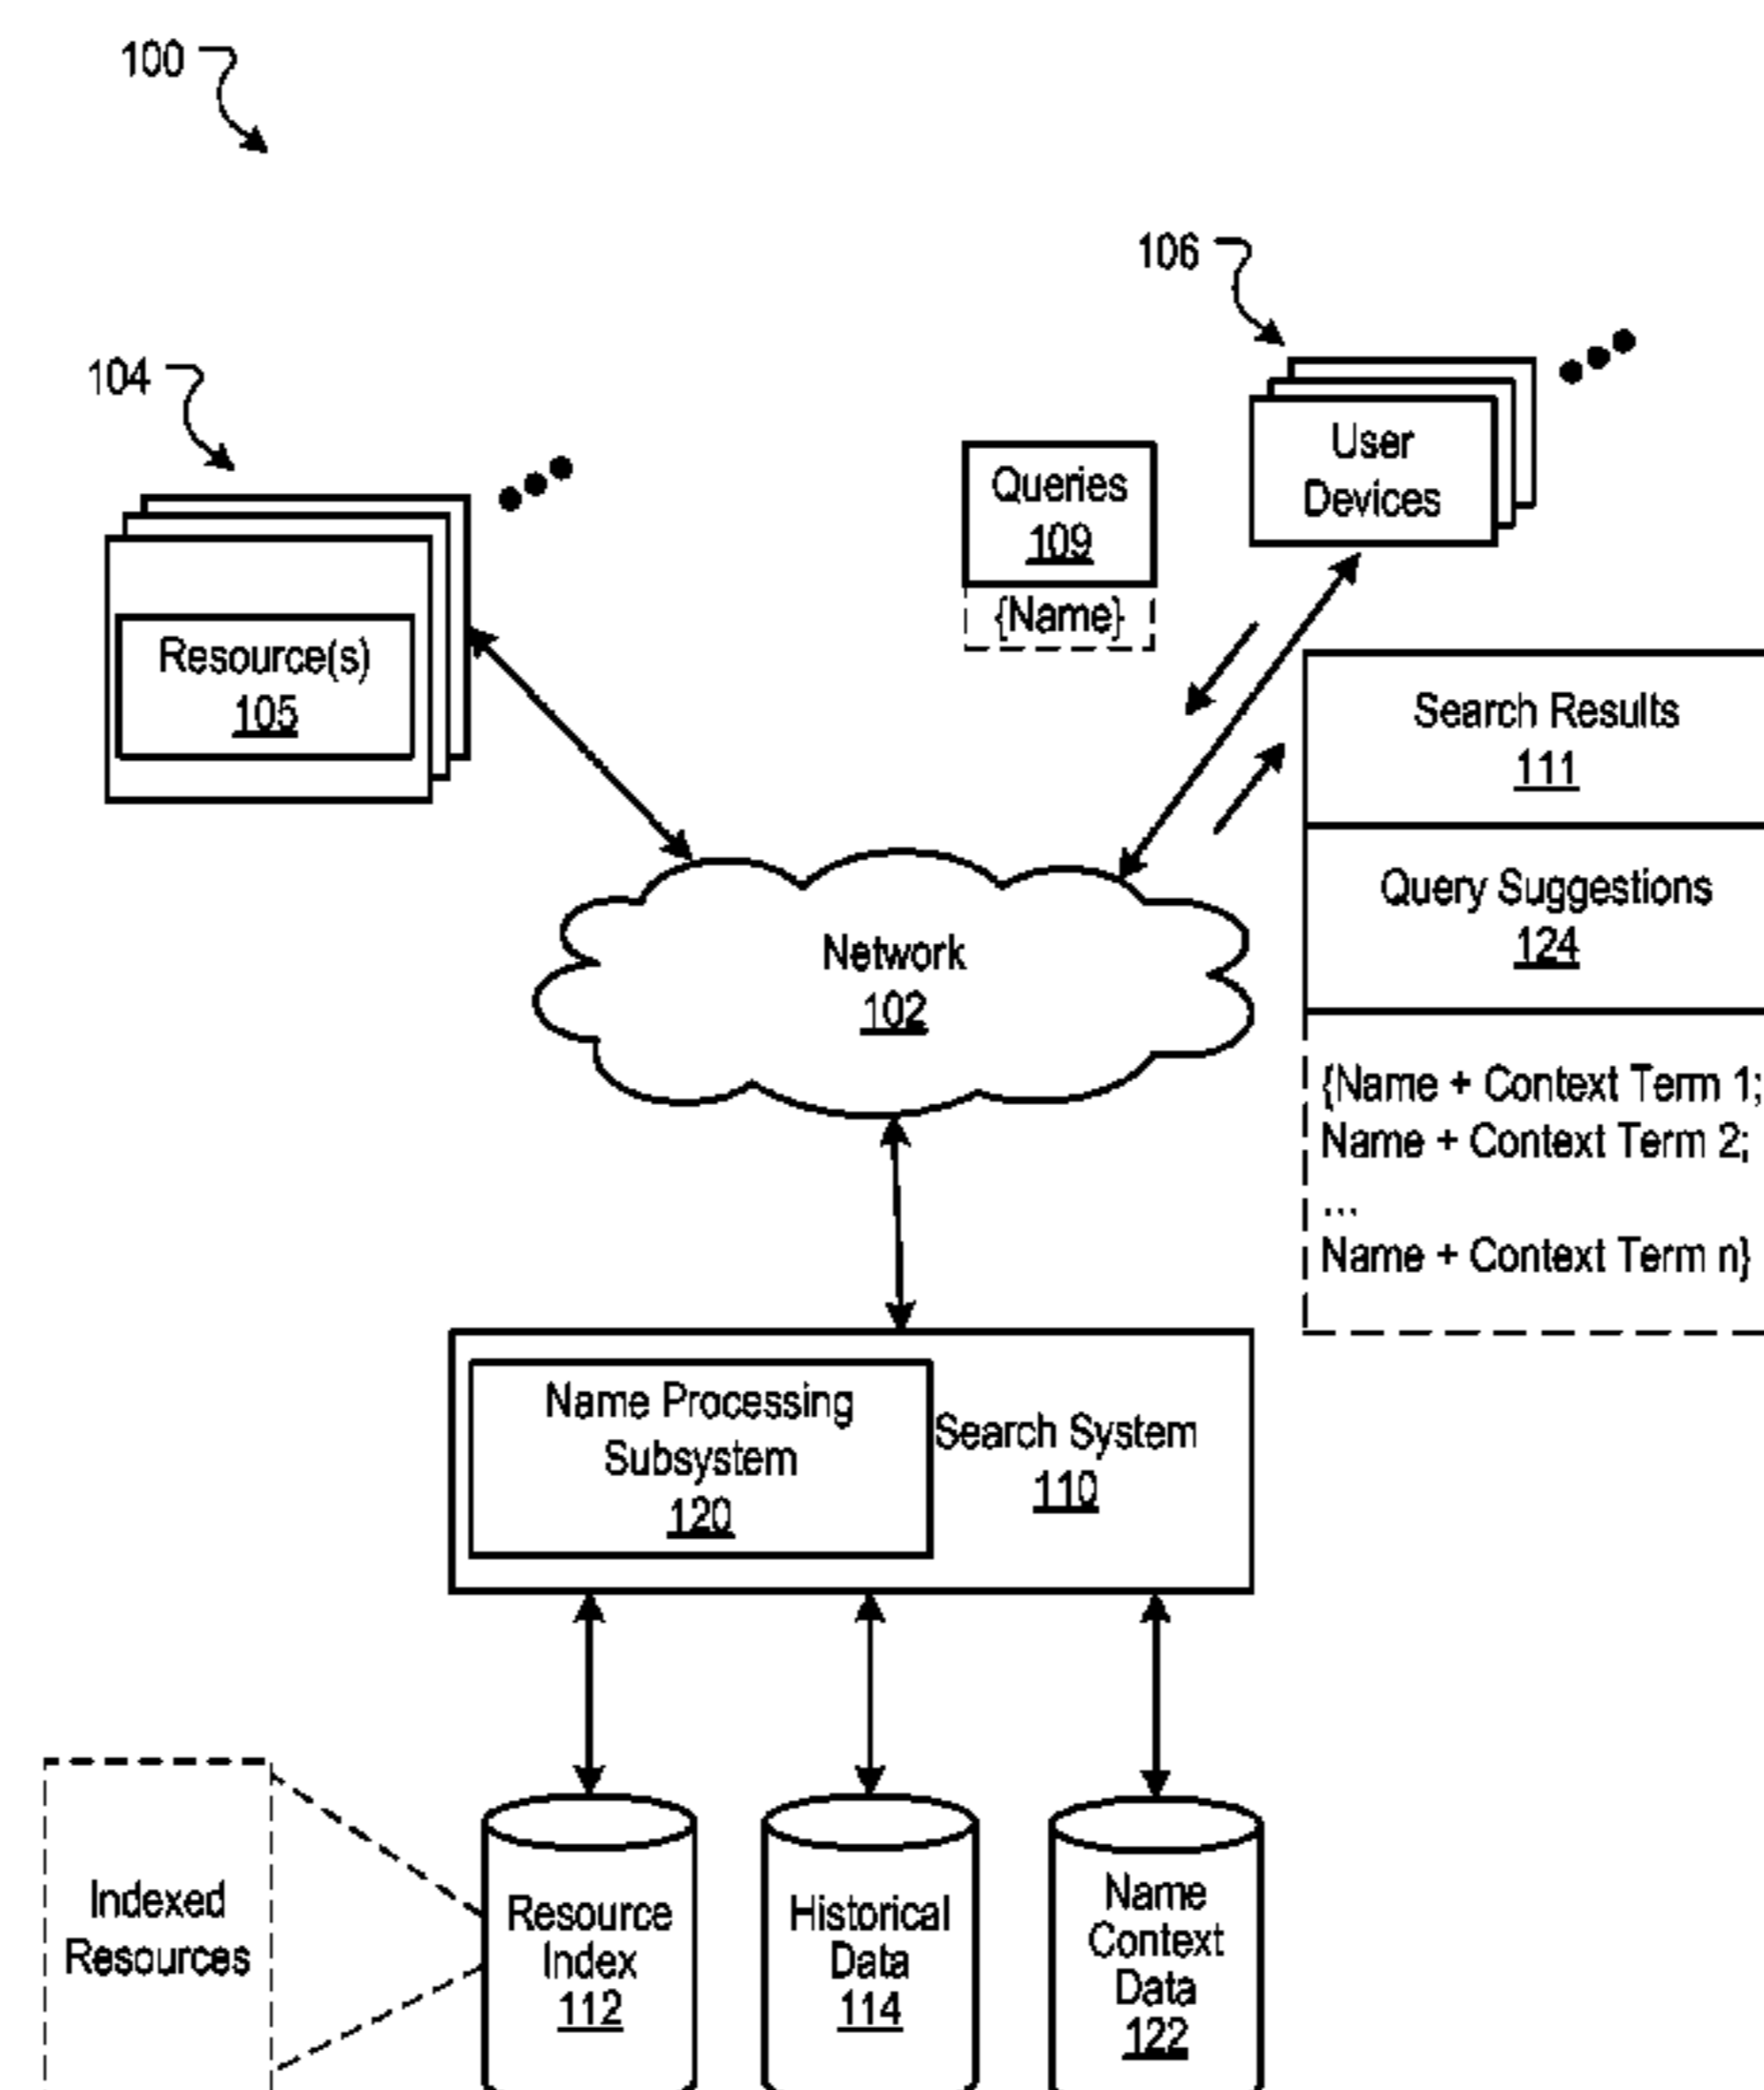 100
106
104
User
Devices
Queries
109
{Name}
Resource(s)
105
Search Results
111
Query Suggestions
124
Network
102
{Name + Context Term 1;
Name + Context Term 2;
...
Name + Context Term n}
Name Processing
Subsystem
120
Search System
110
Indexed
Resources
Resource
Index
112
Historical
Data
114
Name
Context
Data
122